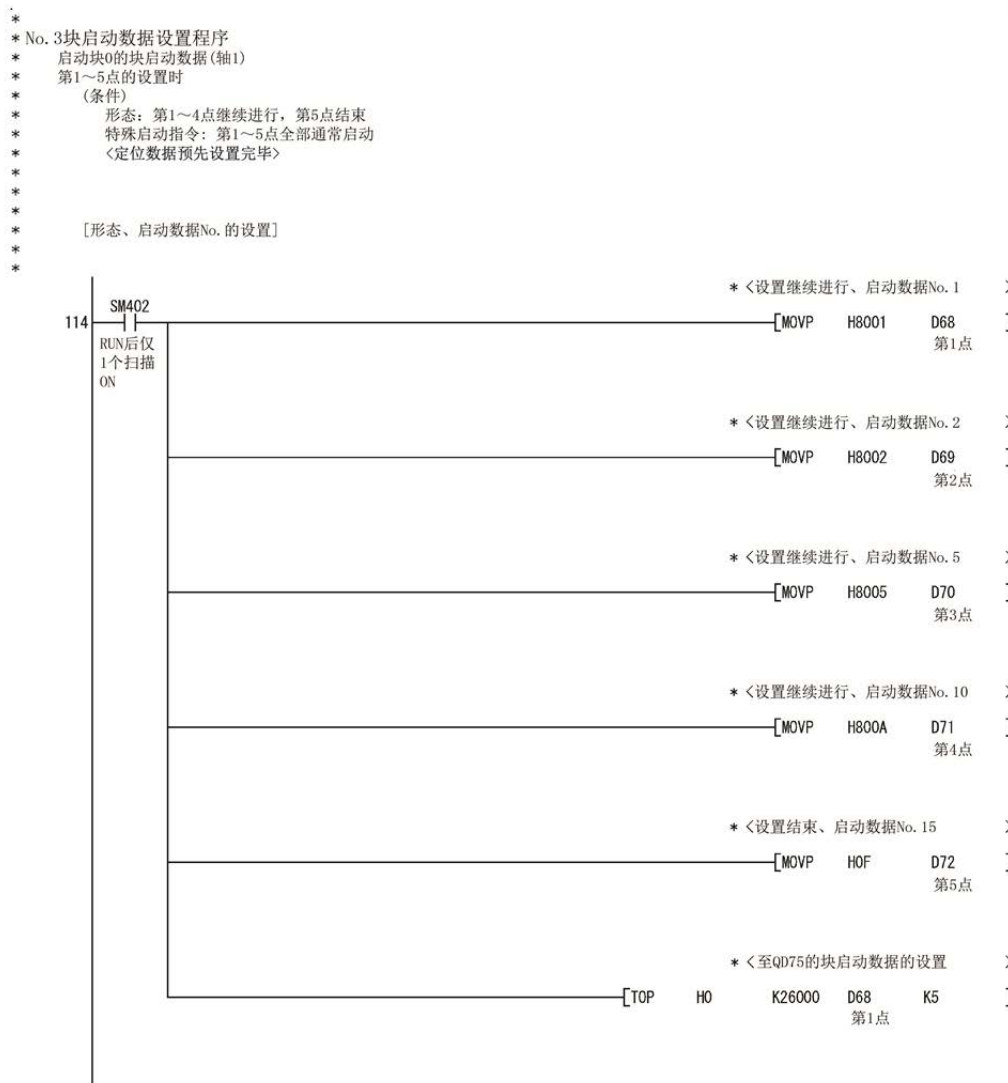 *
* No.3块启动数据设置程序
* 启动块0的块启动数据(轴1)
* 第1～5点的设置时
* (条件)
* 形态: 第1～4点继续进行，第5点结束
* 特殊启动指令: 第1～5点全部通常启动
* <定位数据预先设置完毕>
*
*
*
* [形态、启动数据No.的设置]
*
*
* <设置继续进行、启动数据No.1 >
SM402
114 [MOVP H8001 D68 ]
RUN后仅 第1点
1个扫描
ON
* <设置继续进行、启动数据No.2 >
[MOVP H8002 D69 ]
第2点
* <设置继续进行、启动数据No.5 >
[MOVP H8005 D70 ]
第3点
* <设置继续进行、启动数据No.10 >
[MOVP H800A D71 ]
第4点
* <设置结束、启动数据No.15 >
[MOVP H0F D72 ]
第5点
* <至QD75的块启动数据的设置 >
[TOP H0 K26000 D68 K5 ]
第1点